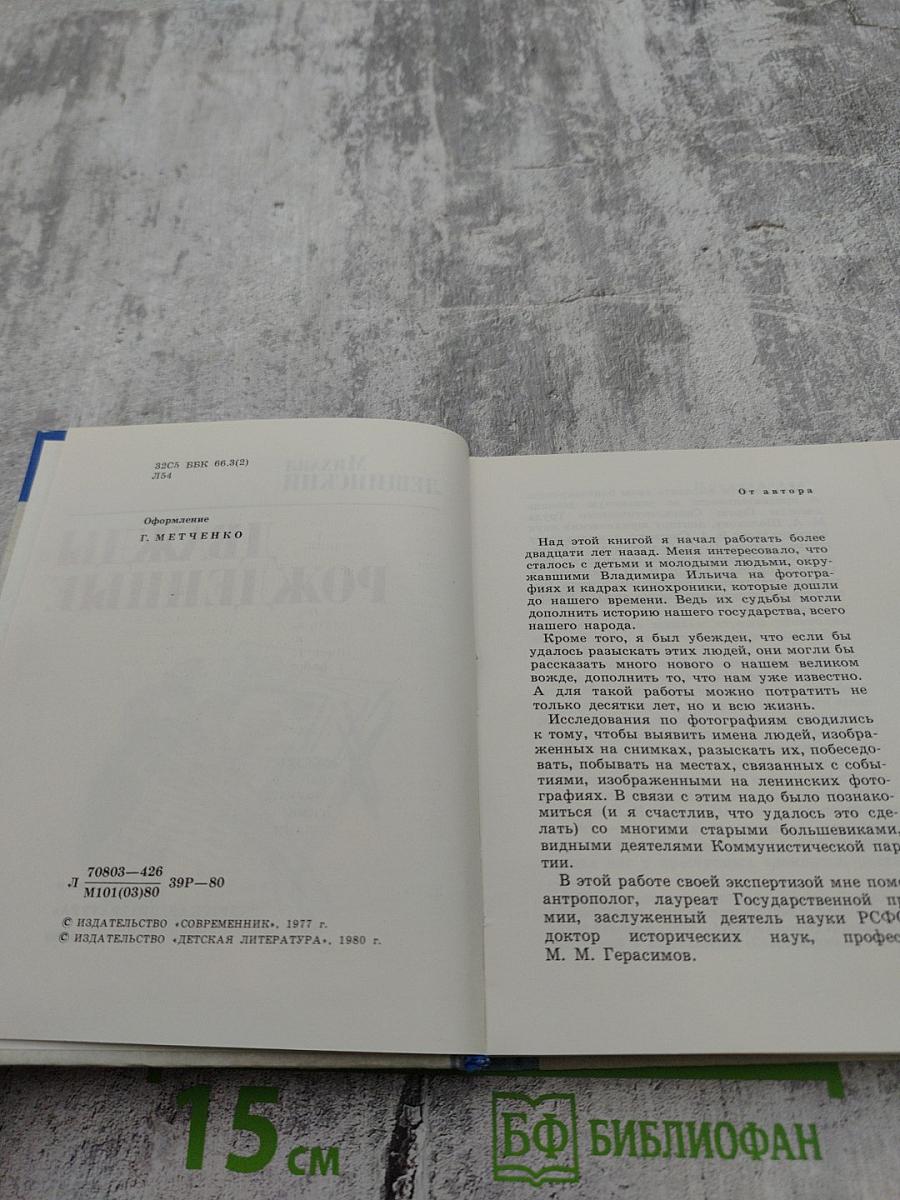 32С5 ББК 66.3(2)
Л54
Оформление
Г. МЕТЧЕНКО
Л 70803—426
М101(03)80 39Р—80
© ИЗДАТЕЛЬСТВО «СОВРЕМЕННИК», 1977 г.
© ИЗДАТЕЛЬСТВО «ДЕТСКАЯ ЛИТЕРАТУРА», 1980 г.
От автора
Над этой книгой я начал работать более
двадцати лет назад. Меня интересовало, что
сталось с детьми и молодыми людьми, окру-
жавшими Владимира Ильича на фотогра-
фиях и кадрах кинохроники, которые дошли
до нашего времени. Ведь их судьбы могли
дополнить историю нашего государства, всего
нашего народа.
Кроме того, я был убежден, что если бы
удалось разыскать этих людей, они могли бы
рассказать много нового о нашем великом
вожде, дополнить то, что нам уже известно.
А для такой работы можно потратить не
только десятки лет, но и всю жизнь.
Исследования по фотографиям сводились
к тому, чтобы выявить имена людей, изобра-
женных на снимках, разыскать их, побеседо-
вать, побывать на местах, связанных с собы-
тиями, изображенными на ленинских фото-
графиях. В связи с этим надо было познако-
миться (и я счастлив, что удалось это сде-
лать) со многими старыми большевиками,
видными деятелями Коммунистической пар
тии.
В этой работе своей экспертизой мне пом
антрополог, лауреат Государственной пр
мии, заслуженный деятель науки РСФС
доктор исторических наук, профес
М. М. Герасимов.
15 см
БФ БИБЛИОФАН